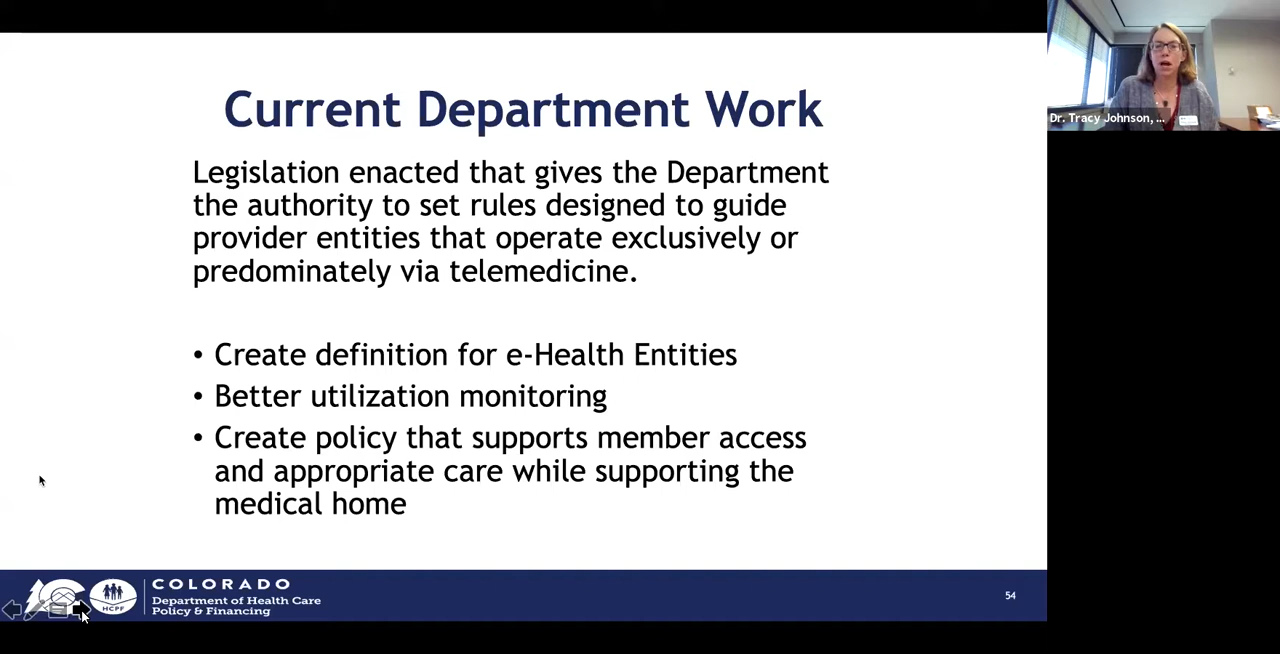 Current Department Work
Legislation enacted that gives the Department
the authority to set rules designed to guide
provider entities that operate exclusively or
predominately via telemedicine.
• Create definition for e-Health Entities
• Better utilization monitoring
• Create policy that supports member access
and appropriate care while supporting the
medical home
Dr. Tracy Johnson, ...
HCPF
COLORADO
Department of Health Care
Policy & Financing
54